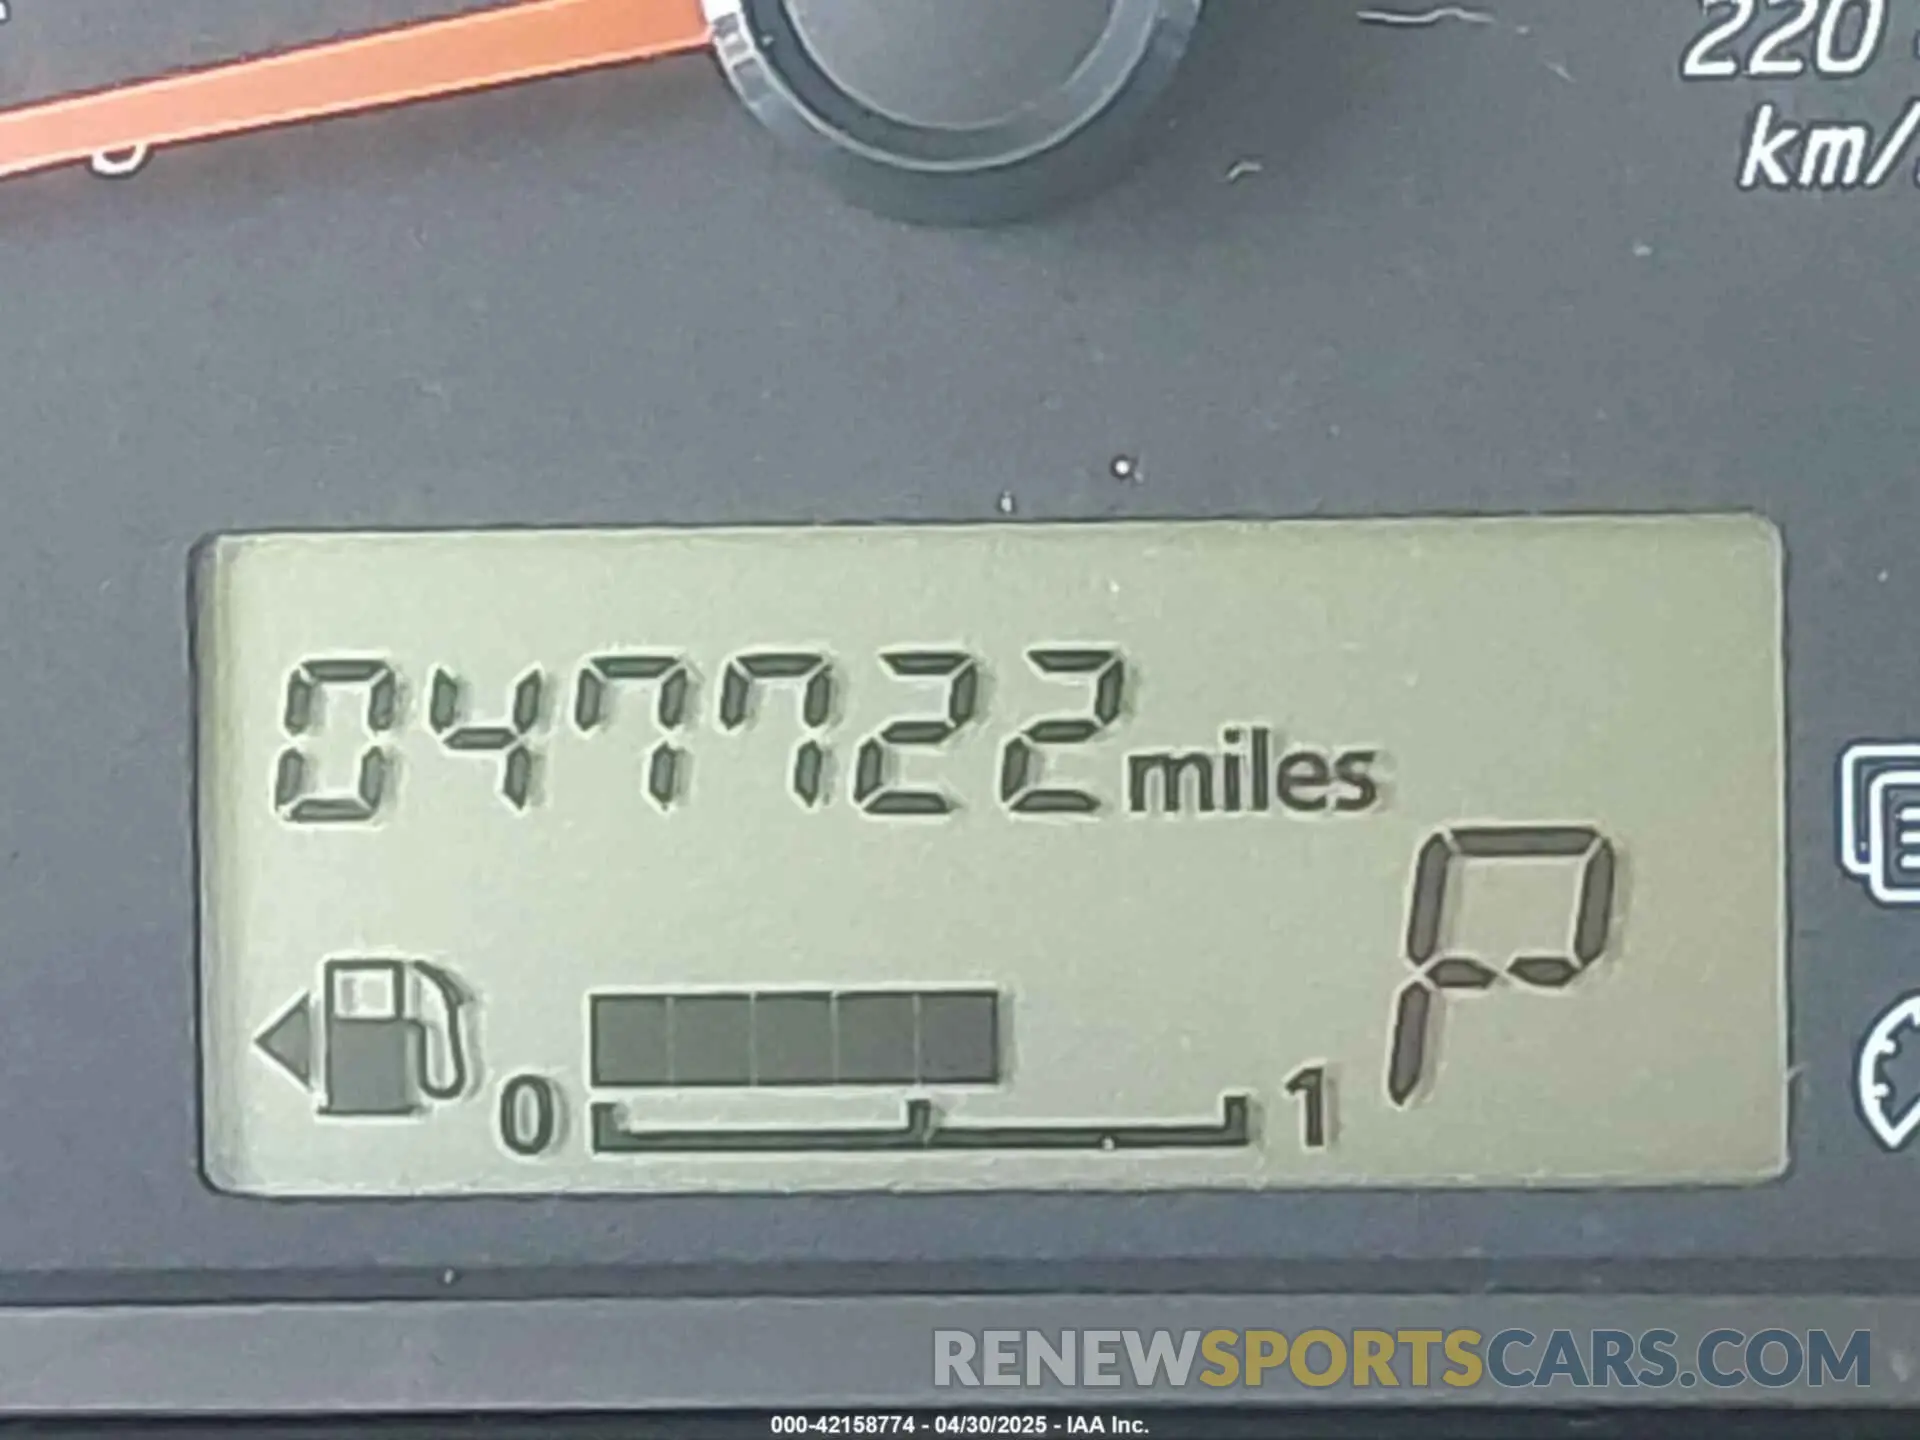 220
km/
047722 miles
P
0 1
RENEWSPORTSCARS.COM
000-42158774 - 04/30/2025 - IAA Inc.